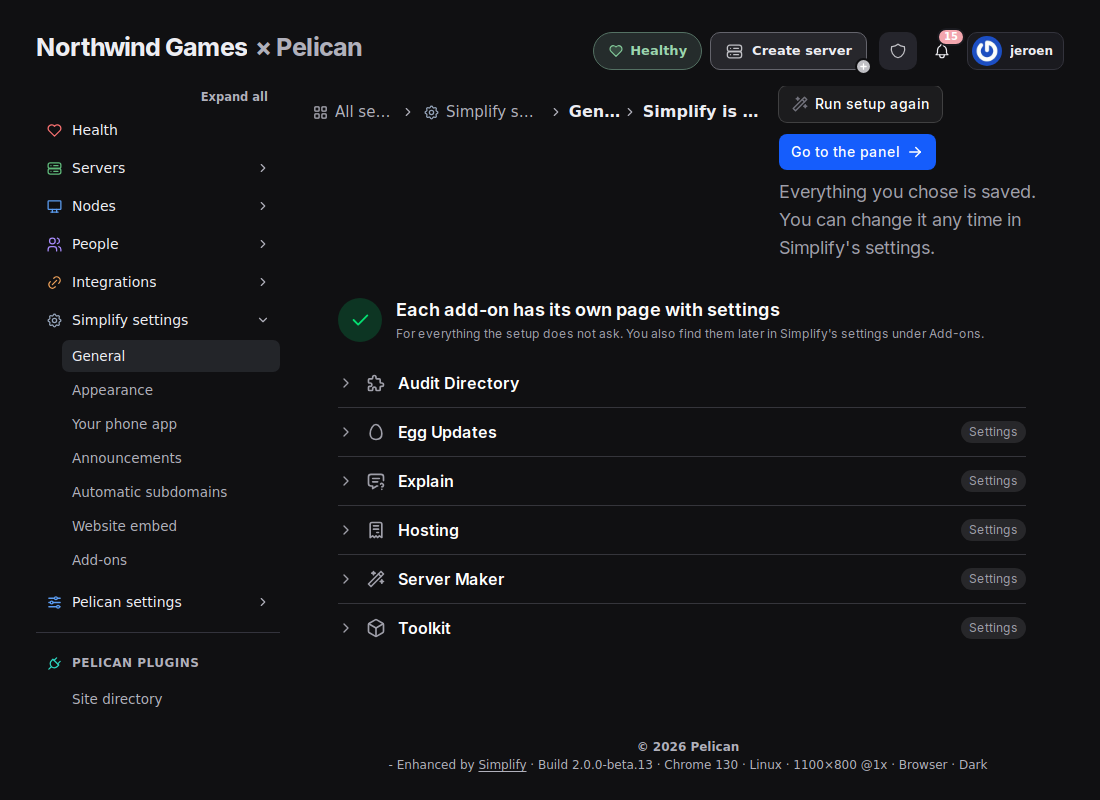 Northwind Games × Pelican
Healthy
Create server
15
jeroen
Expand all
Health
Servers
Nodes
People
Integrations
Simplify settings
General
Appearance
Your phone app
Announcements
Automatic subdomains
Website embed
Add-ons
Pelican settings
PELICAN PLUGINS
Site directory
All se... > Simplify s... > Gen... > Simplify is ...
Run setup again
Go to the panel →
Everything you chose is saved.
You can change it any time in
Simplify's settings.
Each add-on has its own page with settings
For everything the setup does not ask. You also find them later in Simplify's settings under Add-ons.
Audit Directory
Egg Updates Settings
Explain Settings
Hosting Settings
Server Maker Settings
Toolkit Settings
© 2026 Pelican
- Enhanced by Simplify · Build 2.0.0-beta.13 · Chrome 130 · Linux · 1100×800 @1x · Browser · Dark